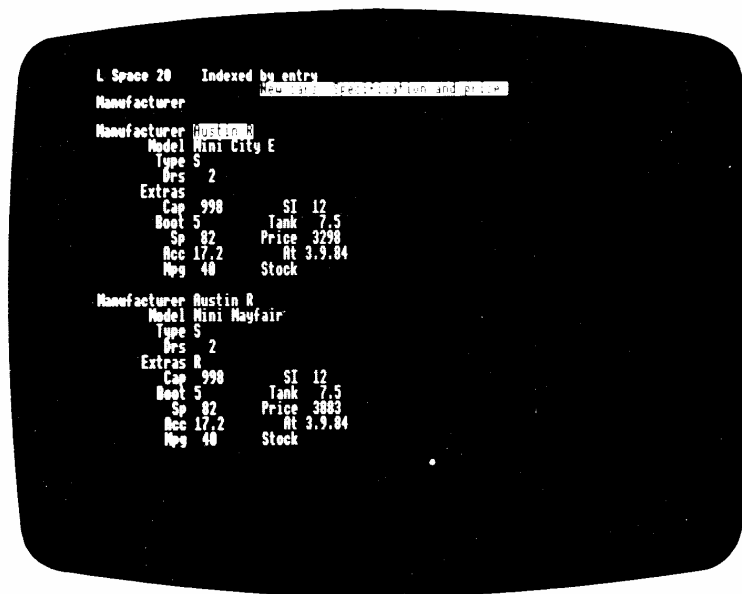 L Space 20 Indexed by entry
New cars: specification and price
Manufacturer
Manufacturer Austin R
Model Mini City E
Type S
Drs 2
Extras
Cap 998 SI 12
Boot 5 Tank 7.5
Sp 82 Price 3298
Acc 17.2 At 3.9.84
Mpg 40 Stock
Manufacturer Austin R
Model Mini Mayfair
Type S
Drs 2
Extras R
Cap 998 SI 12
Boot 5 Tank 7.5
Sp 82 Price 3883
Acc 17.2 At 3.9.84
Mpg 40 Stock